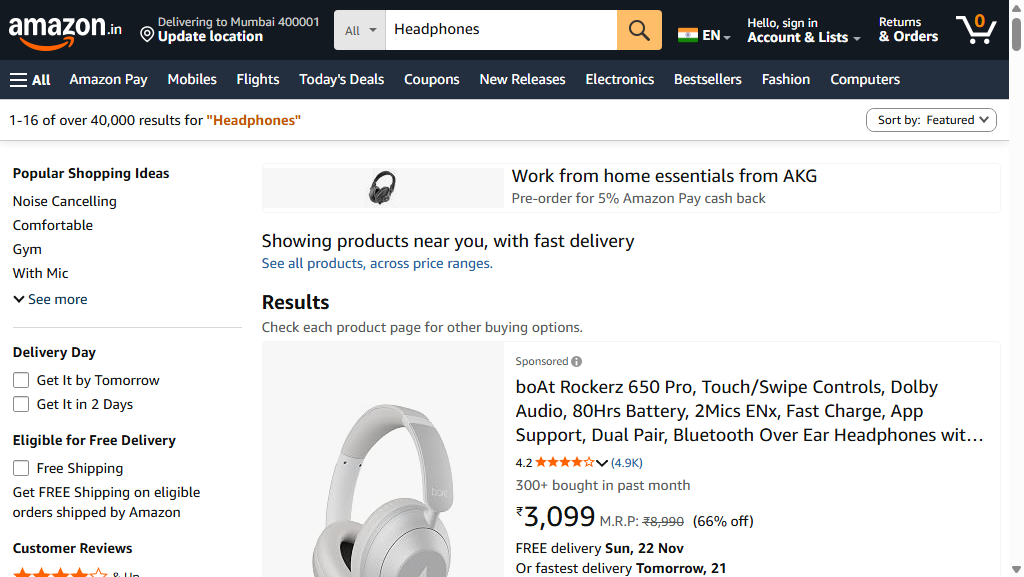 amazon.in
Delivering to Mumbai 400001
Update location
All
Headphones
EN
Hello, sign in
Account & Lists
Returns
& Orders
0
All
Amazon Pay
Mobiles
Flights
Today's Deals
Coupons
New Releases
Electronics
Bestsellers
Fashion
Computers
1-16 of over 40,000 results for "Headphones"
Sort by: Featured
Popular Shopping Ideas
Noise Cancelling
Comfortable
Gym
With Mic
See more
Delivery Day
Get It by Tomorrow
Get It in 2 Days
Eligible for Free Delivery
Free Shipping
Get FREE Shipping on eligible
orders shipped by Amazon
Customer Reviews
& Up
Work from home essentials from AKG
Pre-order for 5% Amazon Pay cash back
Showing products near you, with fast delivery
See all products, across price ranges.
Results
Check each product page for other buying options.
boAt
Sponsored
boAt Rockerz 650 Pro, Touch/Swipe Controls, Dolby
Audio, 80Hrs Battery, 2Mics ENx, Fast Charge, App
Support, Dual Pair, Bluetooth Over Ear Headphones wit…
4.2 (4.9K)
300+ bought in past month
₹3,099 M.R.P: ₹8,990 (66% off)
FREE delivery Sun, 22 Nov
Or fastest delivery Tomorrow, 21